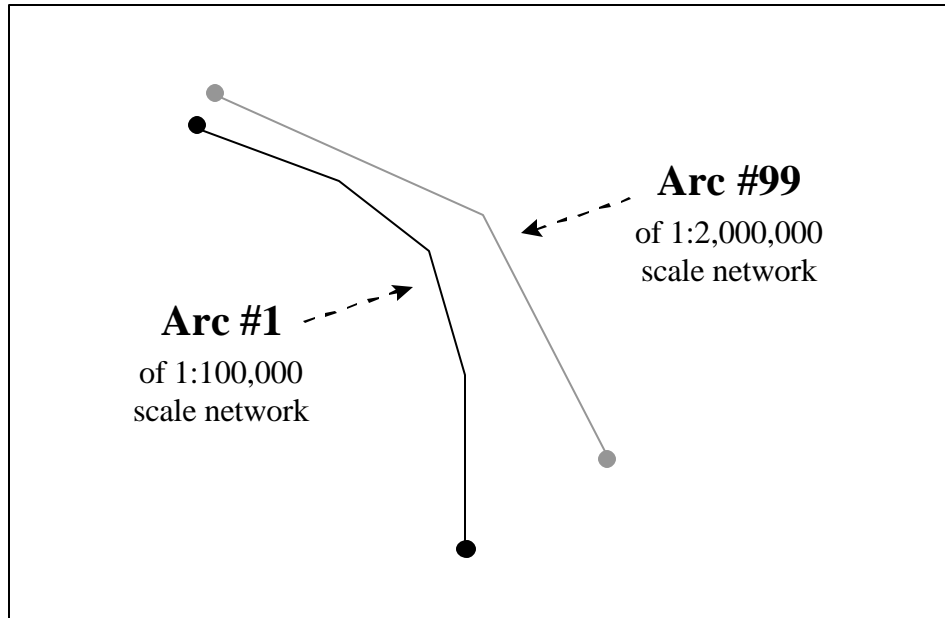 Arc #99
of 1:2,000,000
scale network
Arc #1
of 1:100,000
scale network